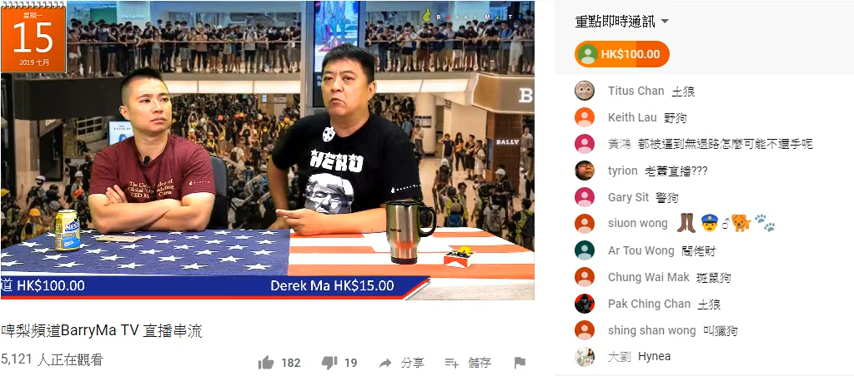 星期一
15
2019 七月
BarryMaT
B
BALLY
HERO
道 HK$100.00
Derek Ma HK$15.00
啤梨頻道BarryMa TV 直播串流
5,121 人正在觀看
182
19
分享
儲存
重點即時通訊
HK$100.00
Titus Chan 土狼
Keith Lau 野狗
黃鴻 都被逼到無退路怎麼可能不還手呢
tyrion 老蕭直播???
Gary Sit 警狗
siuon wong 👢👮♂🐕🐾
Ar Tou Wong 閹佬財
Chung Wai Mak 斑鼠狗
Pak Ching Chan 土狼
shing shan wong 叫獵狗
大劉 Hynea